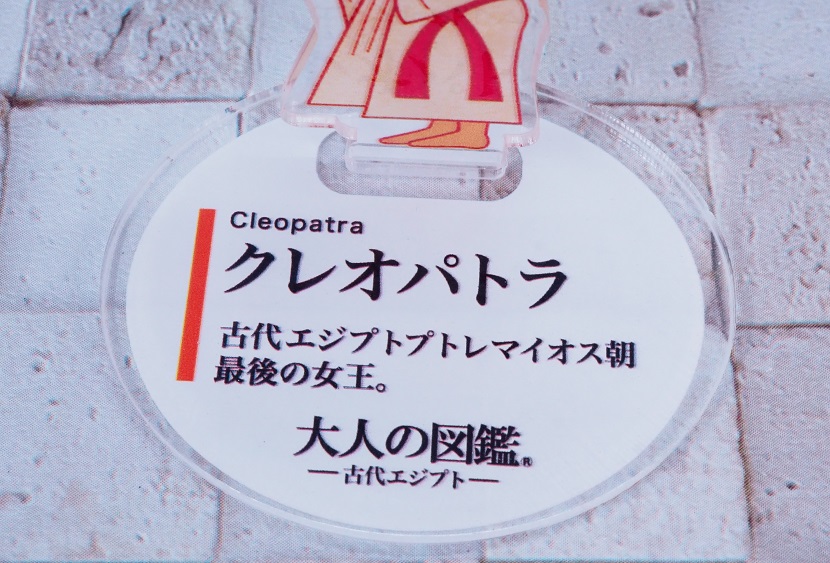 Cleopatra
クレオパトラ
古代エジプトプトレマイオス朝
最後の女王。
大人の図鑑®
―古代エジプト―